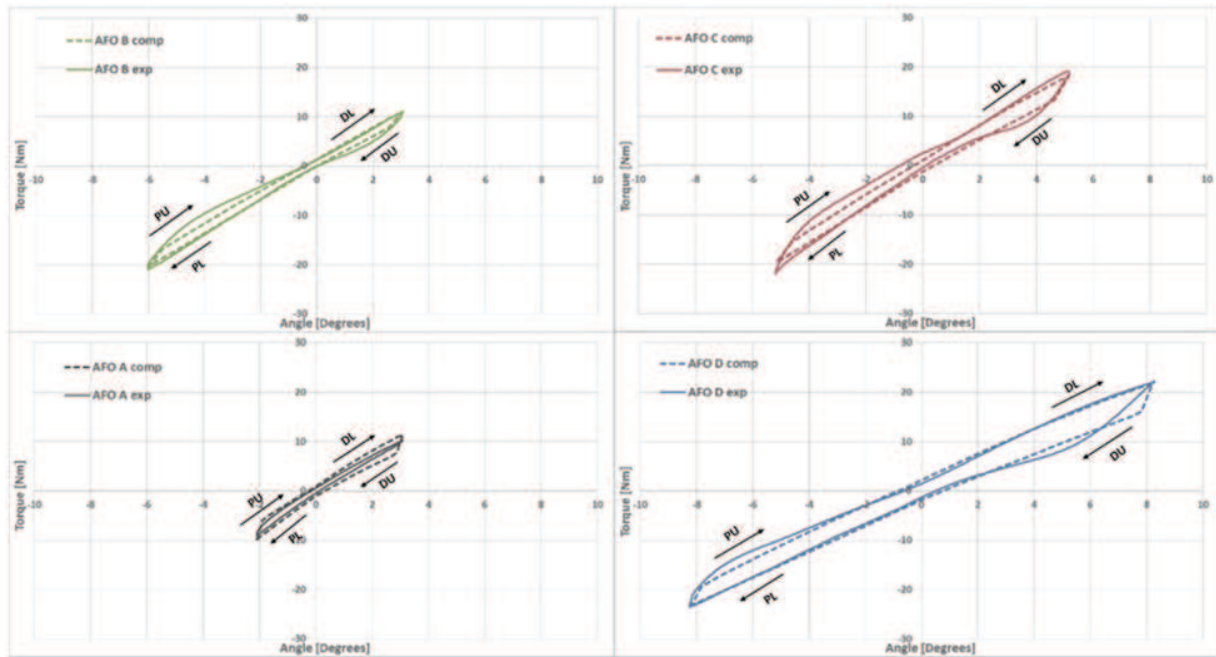 30
AFO B comp
20
AFO B exp
10
DL
DU
Torque [Nm]
0
-10 -8 -6 -4 -2 0 2 4 6 8 10
PU
-10
PL
-20
-30
Angle [Degrees]
30
AFO C comp
20
AFO C exp
DL
10
DU
Torque [Nm]
0
-10 -8 -6 -4 -2 0 2 4 6 8 10
PU
-10
PL
-20
-30
Angle [Degrees]
30
AFO A comp
20
AFO A exp
10
DL
DU
Torque [Nm]
0
-10 -8 -6 -4 -2 0 2 4 6 8 10
PU
PL
-10
-20
-30
Angle [Degrees]
30
AFO D comp
20
AFO D exp
DL
10
DU
Torque [Nm]
0
-10 -8 -6 -4 -2 0 2 4 6 8 10
PU
-10
PL
-20
-30
Angle [Degrees]